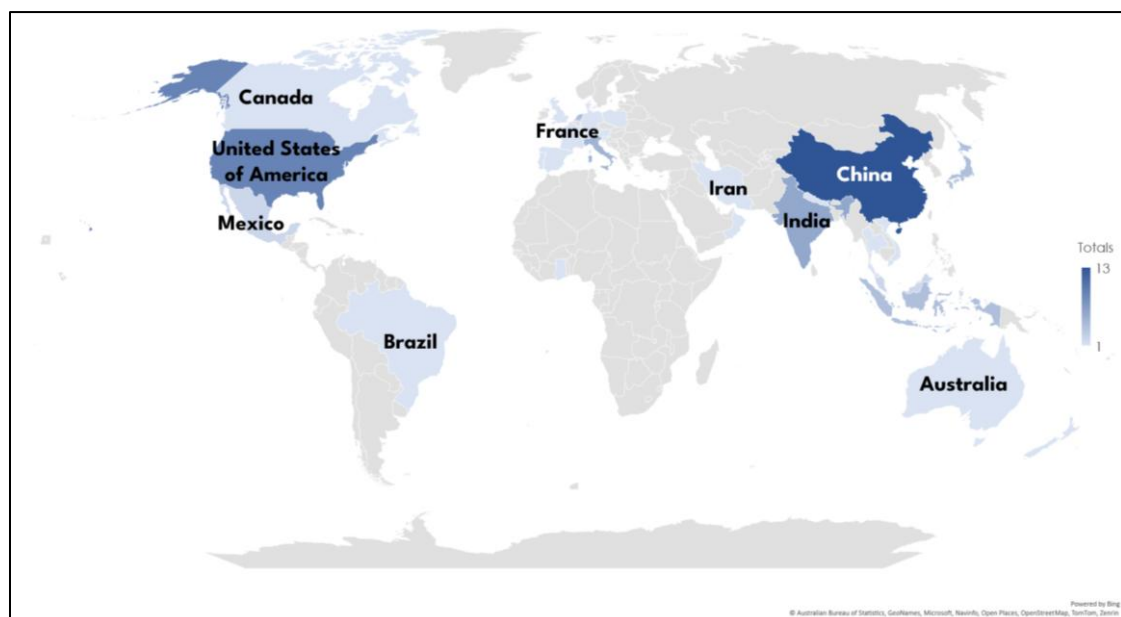 Canada
France
United States
of America
China
Iran
Mexico
India
Totals
13
1
Brazil
Australia
Powered by Bing
© Australian Bureau of Statistics, GeoNames, Microsoft, Navinfo, Open Places, OpenStreetMap, TomTom, Zenrin